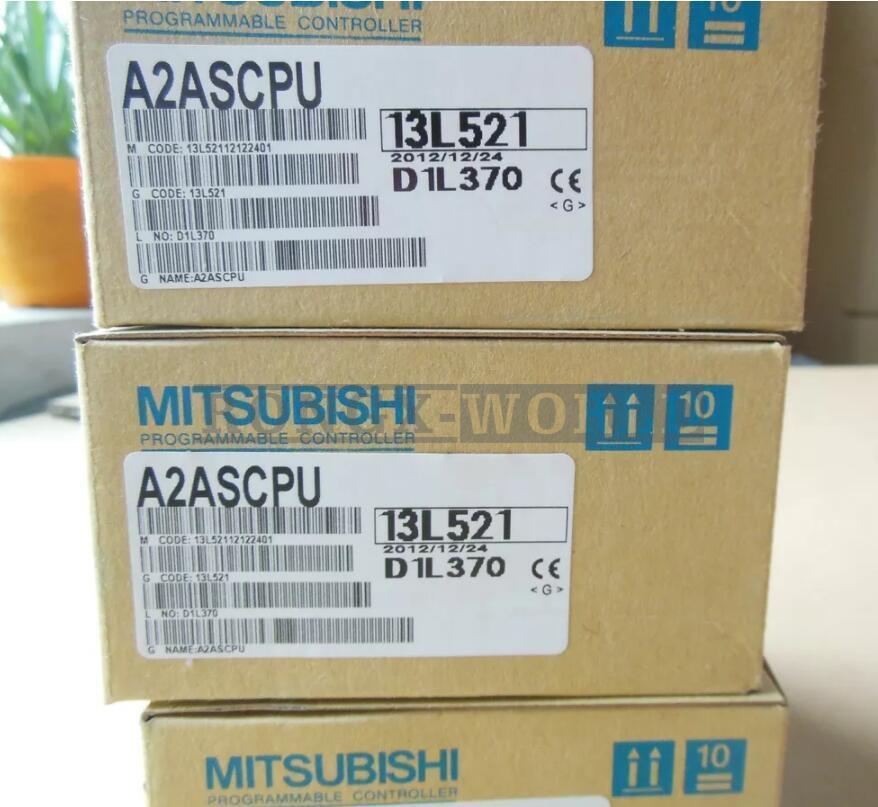 PROGRAMMABLE CONTROLLER
10
A2ASCPU
13L521
M CODE: 13L52112122401
2012/12/24
D1L370 CE
G CODE: 13L521
<G>
L NO: D1L370
G NAME:A2ASCPU
MITSUBISHI
10
PROGRAMMABLE CONTROLLER
A2ASCPU
13L521
M CODE: 13L52112122401
2012/12/24
D1L370 CE
G CODE: 13L521
<G>
L NO: D1L370
G NAME:A2ASCPU
MITSUBISHI
10
PROGRAMMABLE CONTROLLER